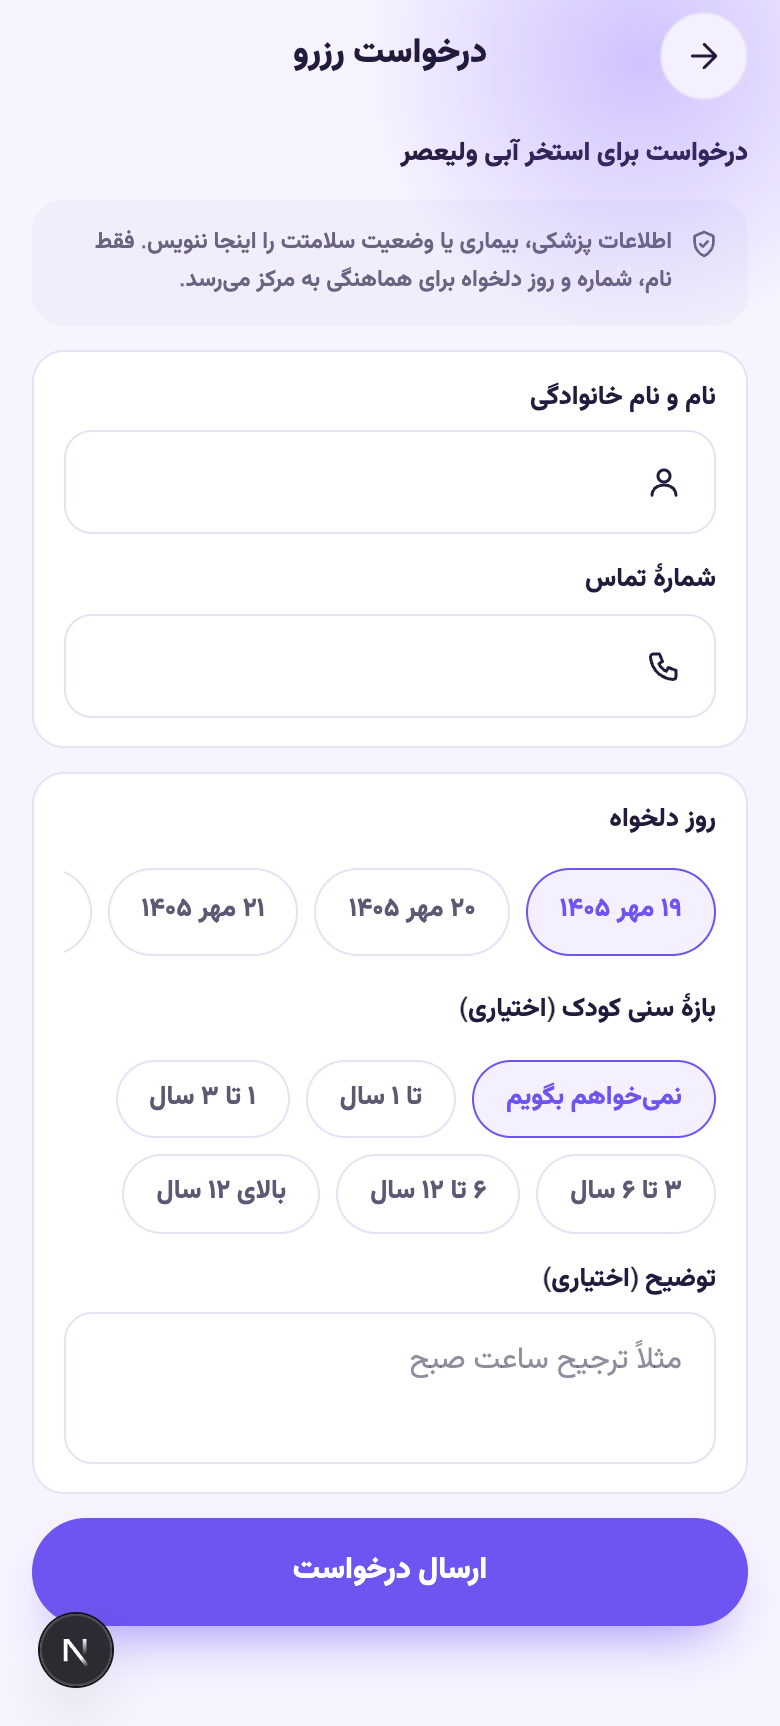 درخواست رزرو
درخواست برای استخر آبی ولیعصر
اطلاعات پزشکی، بیماری یا وضعیت سلامتت را اینجا ننویس. فقط
نام، شماره و روز دلخواه برای هماهنگی به مرکز می‌رسد.
نام و نام خانوادگی
شمارهٔ تماس
روز دلخواه
۱۹ مهر ۱۴۰۵
۲۰ مهر ۱۴۰۵
۲۱ مهر ۱۴۰۵
بازهٔ سنی کودک (اختیاری)
نمی‌خواهم بگویم
تا ۱ سال
۱ تا ۳ سال
۳ تا ۶ سال
۶ تا ۱۲ سال
بالای ۱۲ سال
توضیح (اختیاری)
مثلاً ترجیح ساعت صبح
ارسال درخواست
N